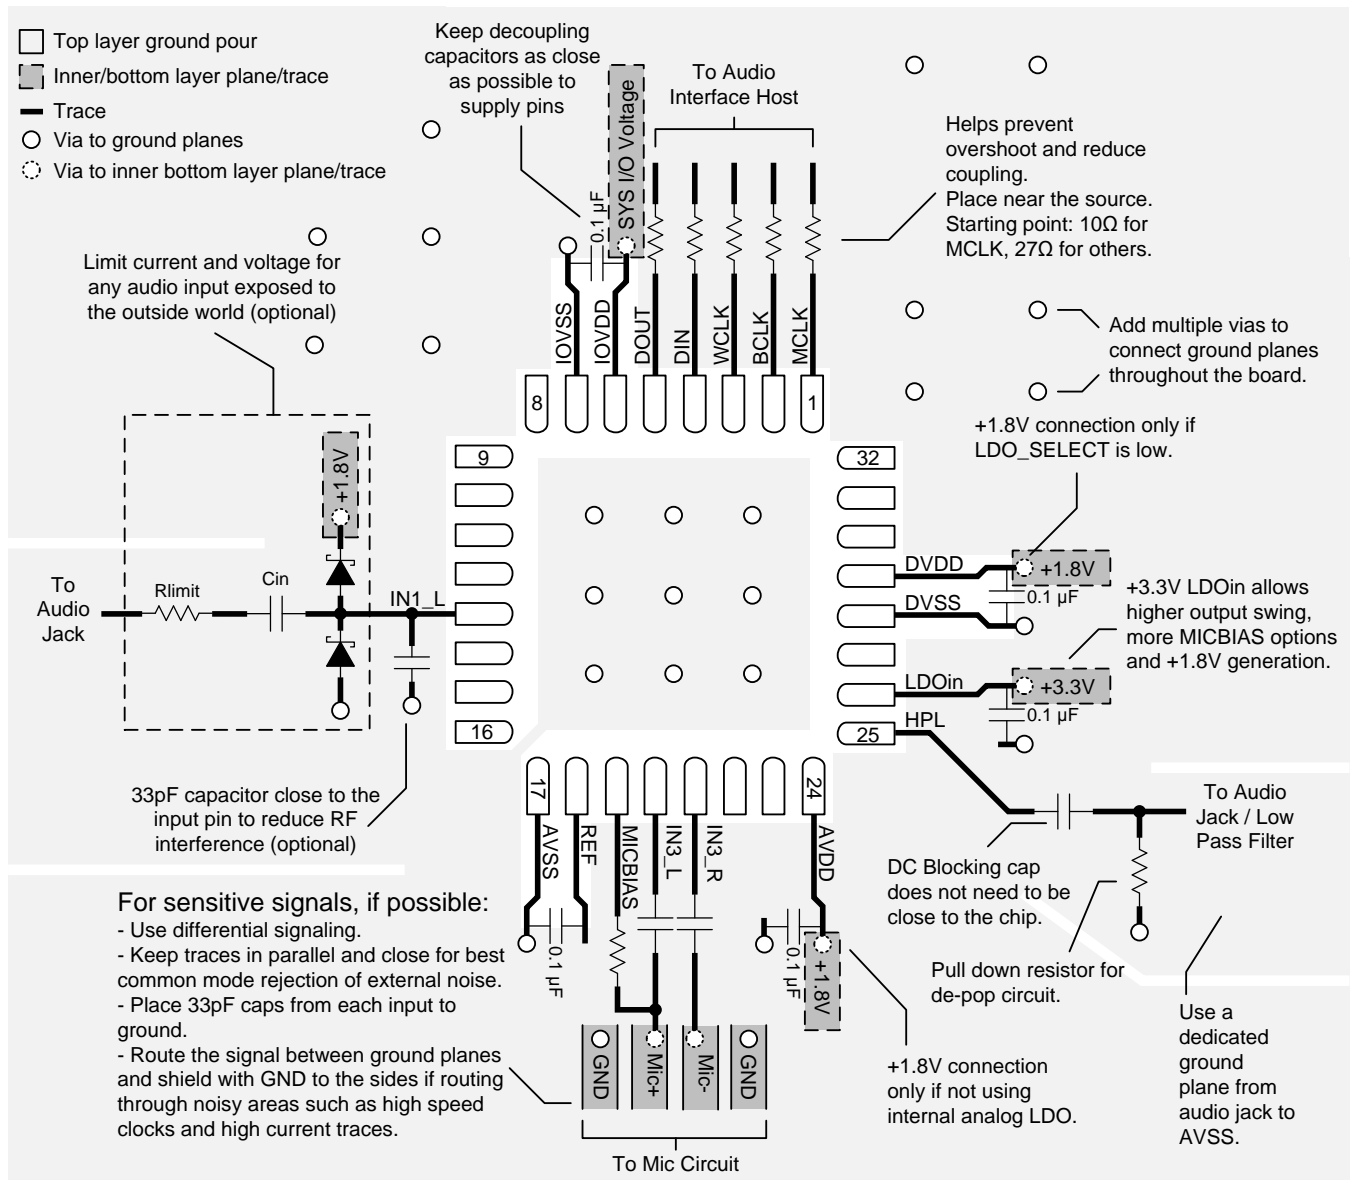 Top layer ground pour
Inner/bottom layer plane/trace
Trace
Via to ground planes
Via to inner bottom layer plane/trace
Keep decoupling
capacitors as close
as possible to
supply pins
SYS I/O Voltage
0.1 µF
To Audio
Interface Host
Helps prevent
overshoot and reduce
coupling.
Place near the source.
Starting point: 10Ω for
MCLK, 27Ω for others.
Limit current and voltage for
any audio input exposed to
the outside world (optional)
IOVSS
IOVDD
DOUT
DIN
WCLK
BCLK
MCLK
Add multiple vias to
connect ground planes
throughout the board.
8
1
+1.8V connection only if
LDO_SELECT is low.
9
32
+1.8V
To
Audio
Jack
Rlimit
Cin
IN1_L
DVDD
+1.8V
0.1 µF
DVSS
+3.3V LDOin allows
higher output swing,
more MICBIAS options
and +1.8V generation.
LDOin
+3.3V
0.1 µF
HPL
16
25
17
24
33pF capacitor close to the
input pin to reduce RF
interference (optional)
To Audio
Jack / Low
Pass Filter
AVSS
REF
MICBIAS
IN3_L
IN3_R
AVDD
DC Blocking cap
does not need to be
close to the chip.
For sensitive signals, if possible:
- Use differential signaling.
- Keep traces in parallel and close for best
common mode rejection of external noise.
- Place 33pF caps from each input to
ground.
- Route the signal between ground planes
and shield with GND to the sides if routing
through noisy areas such as high speed
clocks and high current traces.
0.1 µF
0.1 µF
+1.8V
Pull down resistor for
de-pop circuit.
Use a
dedicated
ground
plane from
audio jack to
AVSS.
GND
Mic+
Mic-
GND
+1.8V connection
only if not using
internal analog LDO.
To Mic Circuit